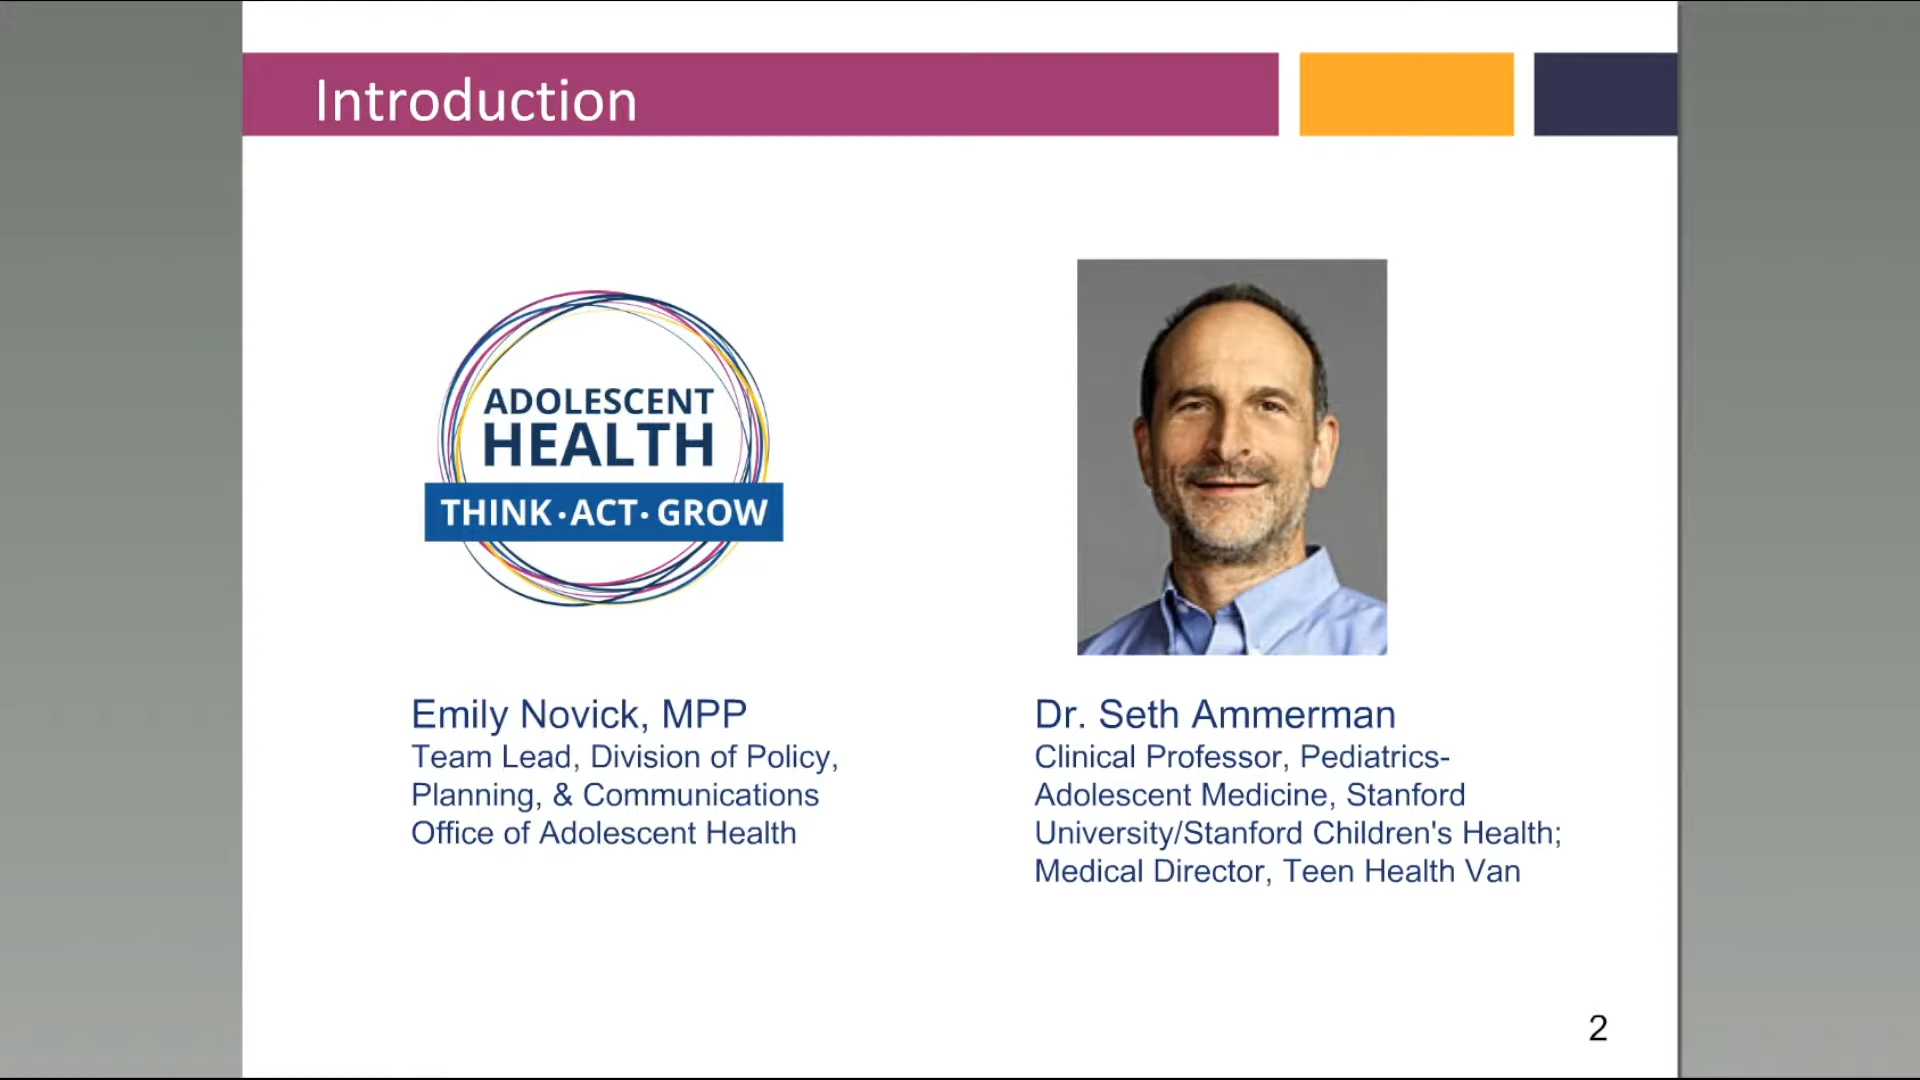 Introduction
ADOLESCENT
HEALTH
THINK · ACT · GROW
Emily Novick, MPP
Team Lead, Division of Policy,
Planning, & Communications
Office of Adolescent Health
Dr. Seth Ammerman
Clinical Professor, Pediatrics-
Adolescent Medicine, Stanford
University/Stanford Children's Health;
Medical Director, Teen Health Van
2